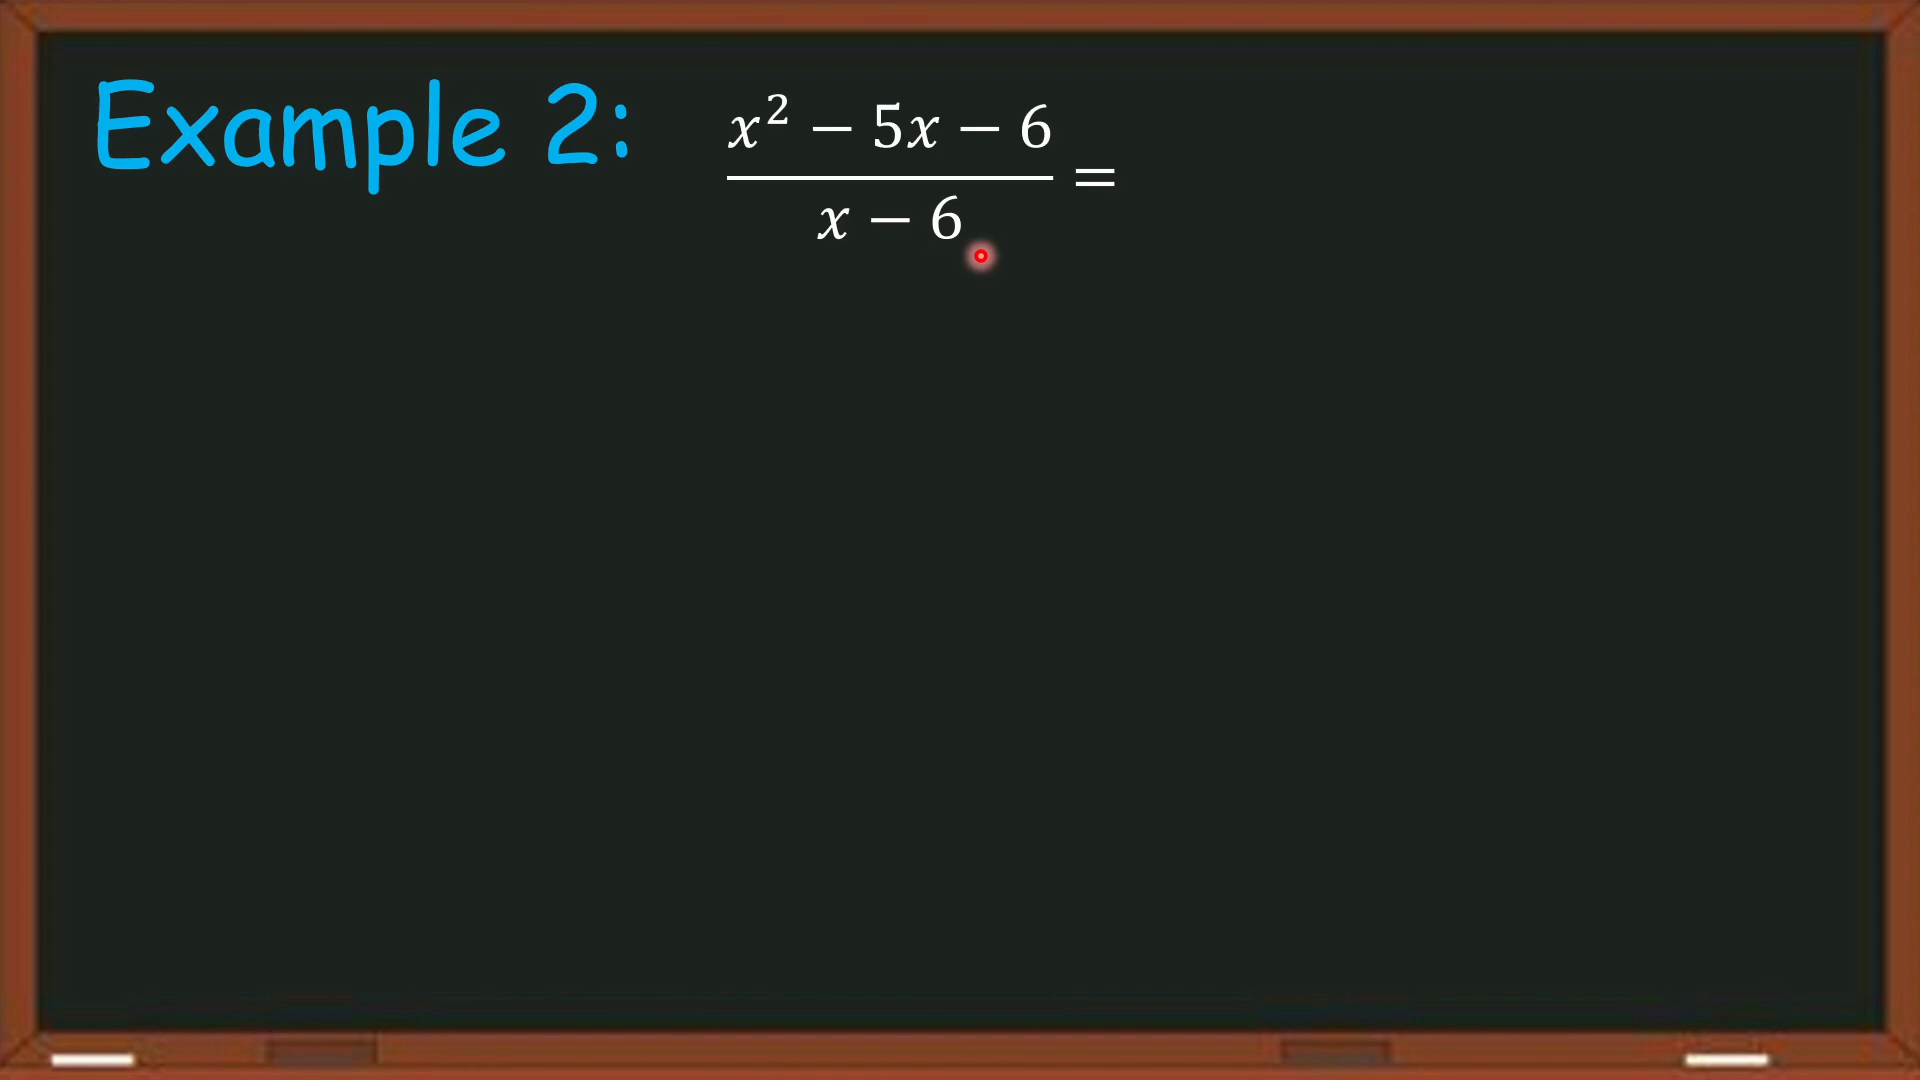 Example 2:
x² − 5x − 6
x − 6
=